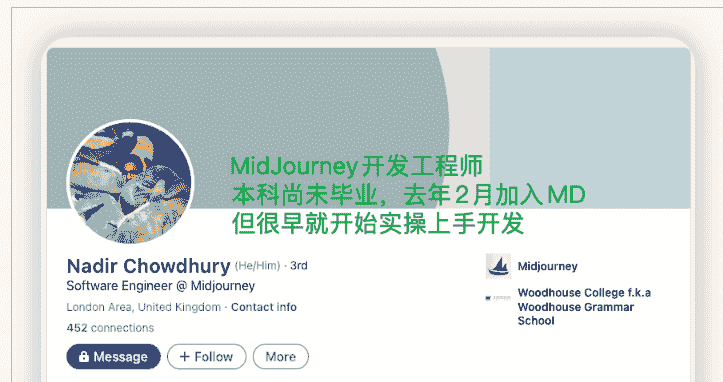 MidJourney开发工程师
本科尚未毕业，去年2月加入MD
但很早就开始实操上手开发
Nadir Chowdhury (He/Him) · 3rd
Software Engineer @ Midjourney
London Area, United Kingdom · Contact info
452 connections
Message
+ Follow
More
Midjourney
Woodhouse College f.k.a
Woodhouse Grammar
School